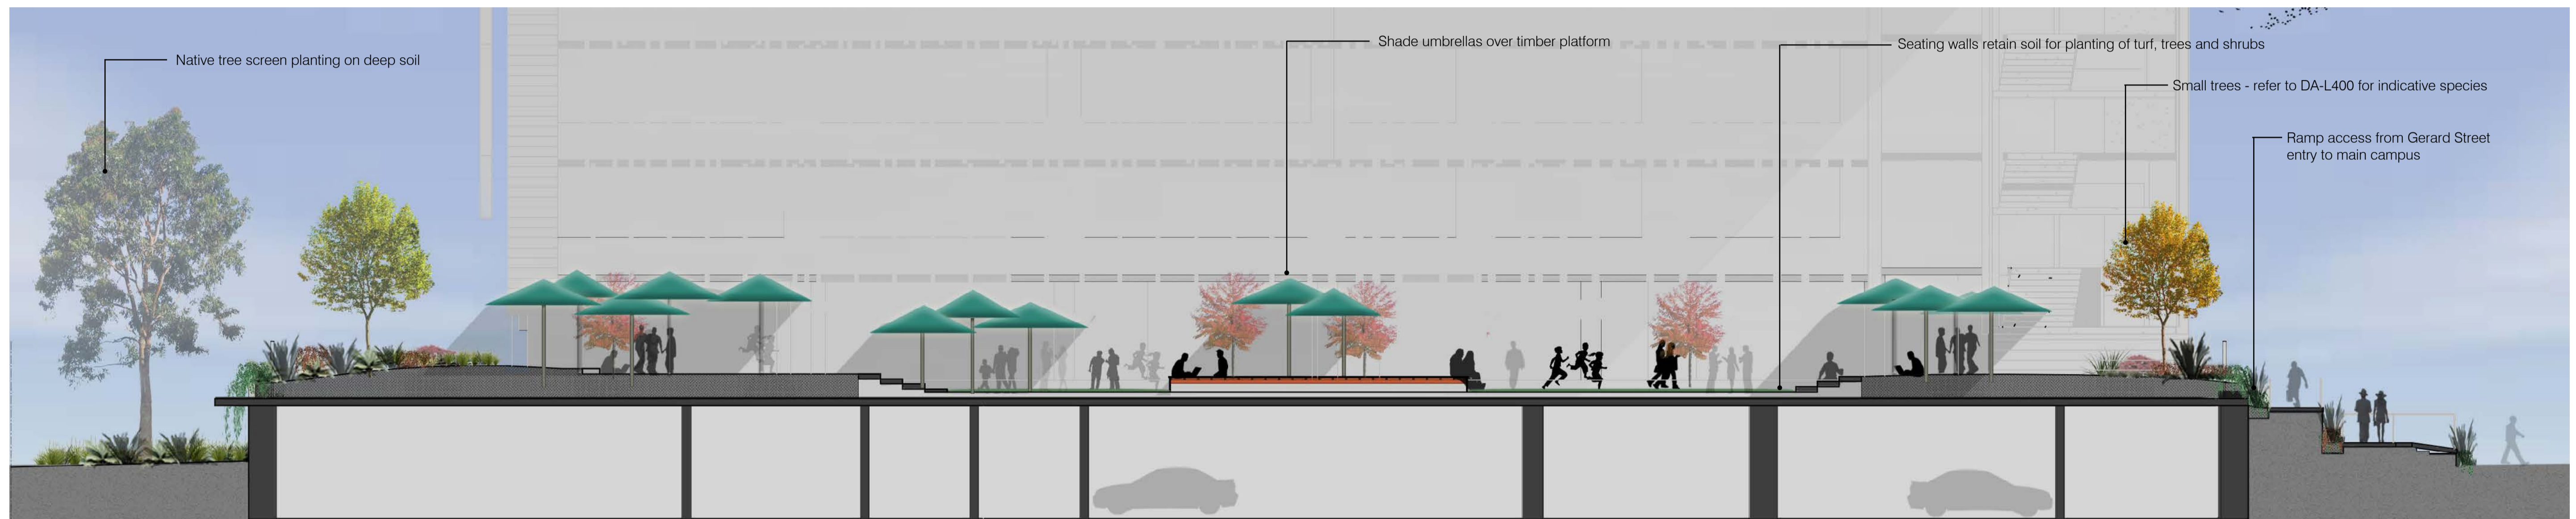 Native tree screen planting on deep soil
Shade umbrellas over timber platform
Seating walls retain soil for planting of turf, trees and shrubs
Small trees - refer to DA-L400 for indicative species
Ramp access from Gerard Street
entry to main campus